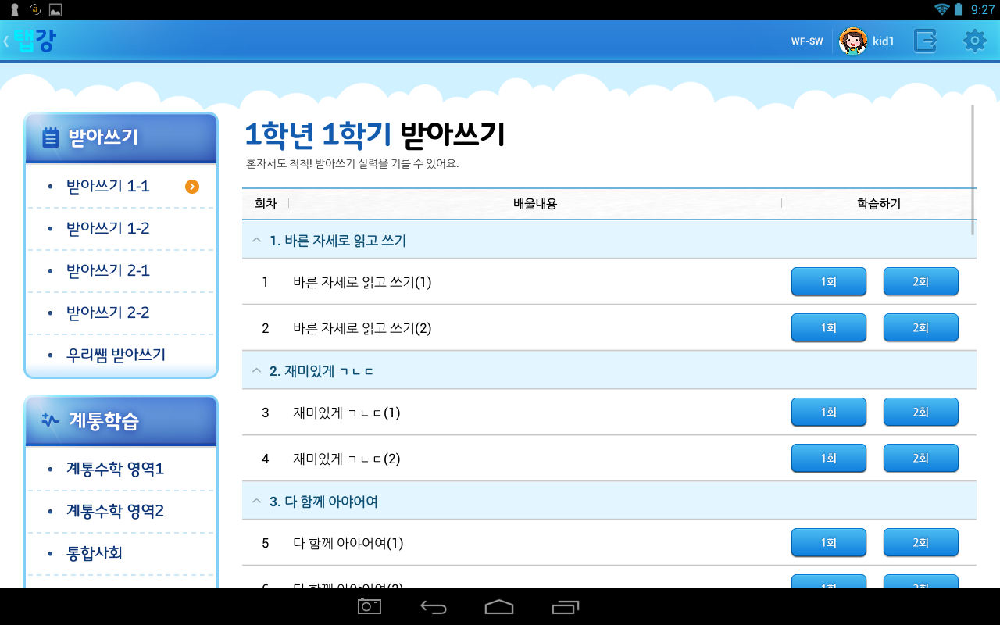 9:27
탭강
WF-SW
kid1
받아쓰기
받아쓰기 1-1
받아쓰기 1-2
받아쓰기 2-1
받아쓰기 2-2
우리쌤 받아쓰기
계통학습
계통수학 영역1
계통수학 영역2
통합사회
1학년 1학기 받아쓰기
혼자서도 척척! 받아쓰기 실력을 기를 수 있어요.
회차 배울내용 학습하기
1. 바른 자세로 읽고 쓰기
1 바른 자세로 읽고 쓰기(1) 1회 2회
2 바른 자세로 읽고 쓰기(2) 1회 2회
2. 재미있게 ㄱㄴㄷ
3 재미있게 ㄱㄴㄷ(1) 1회 2회
4 재미있게 ㄱㄴㄷ(2) 1회 2회
3. 다 함께 아야어여
5 다 함께 아야어여(1) 1회 2회
6 다 함께 아야어여(2) 1회 2회